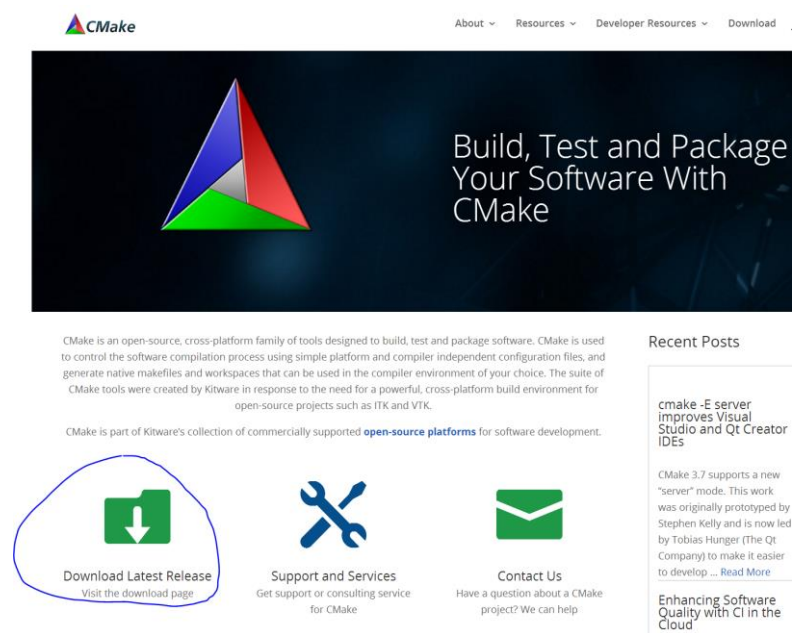 CMake
About
Resources
Developer Resources
Download
Build, Test and Package
Your Software With
CMake
CMake is an open-source, cross-platform family of tools designed to build, test and package software. CMake is used
to control the software compilation process using simple platform and compiler independent configuration files, and
generate native makefiles and workspaces that can be used in the compiler environment of your choice. The suite of
CMake tools were created by Kitware in response to the need for a powerful, cross-platform build environment for
open-source projects such as ITK and VTK.
CMake is part of Kitware's collection of commercially supported open-source platforms for software development.
Download Latest Release
Visit the download page
Support and Services
Get support or consulting service
for CMake
Contact Us
Have a question about a CMake
project? We can help
Recent Posts
cmake -E server
improves Visual
Studio and Qt Creator
IDEs
CMake 3.7 supports a new
"server" mode. This work
was originally prototyped by
Stephen Kelly and is now led
by Tobias Hunger (The Qt
Company) to make it easier
to develop ... Read More
Enhancing Software
Quality with CI in the
Cloud